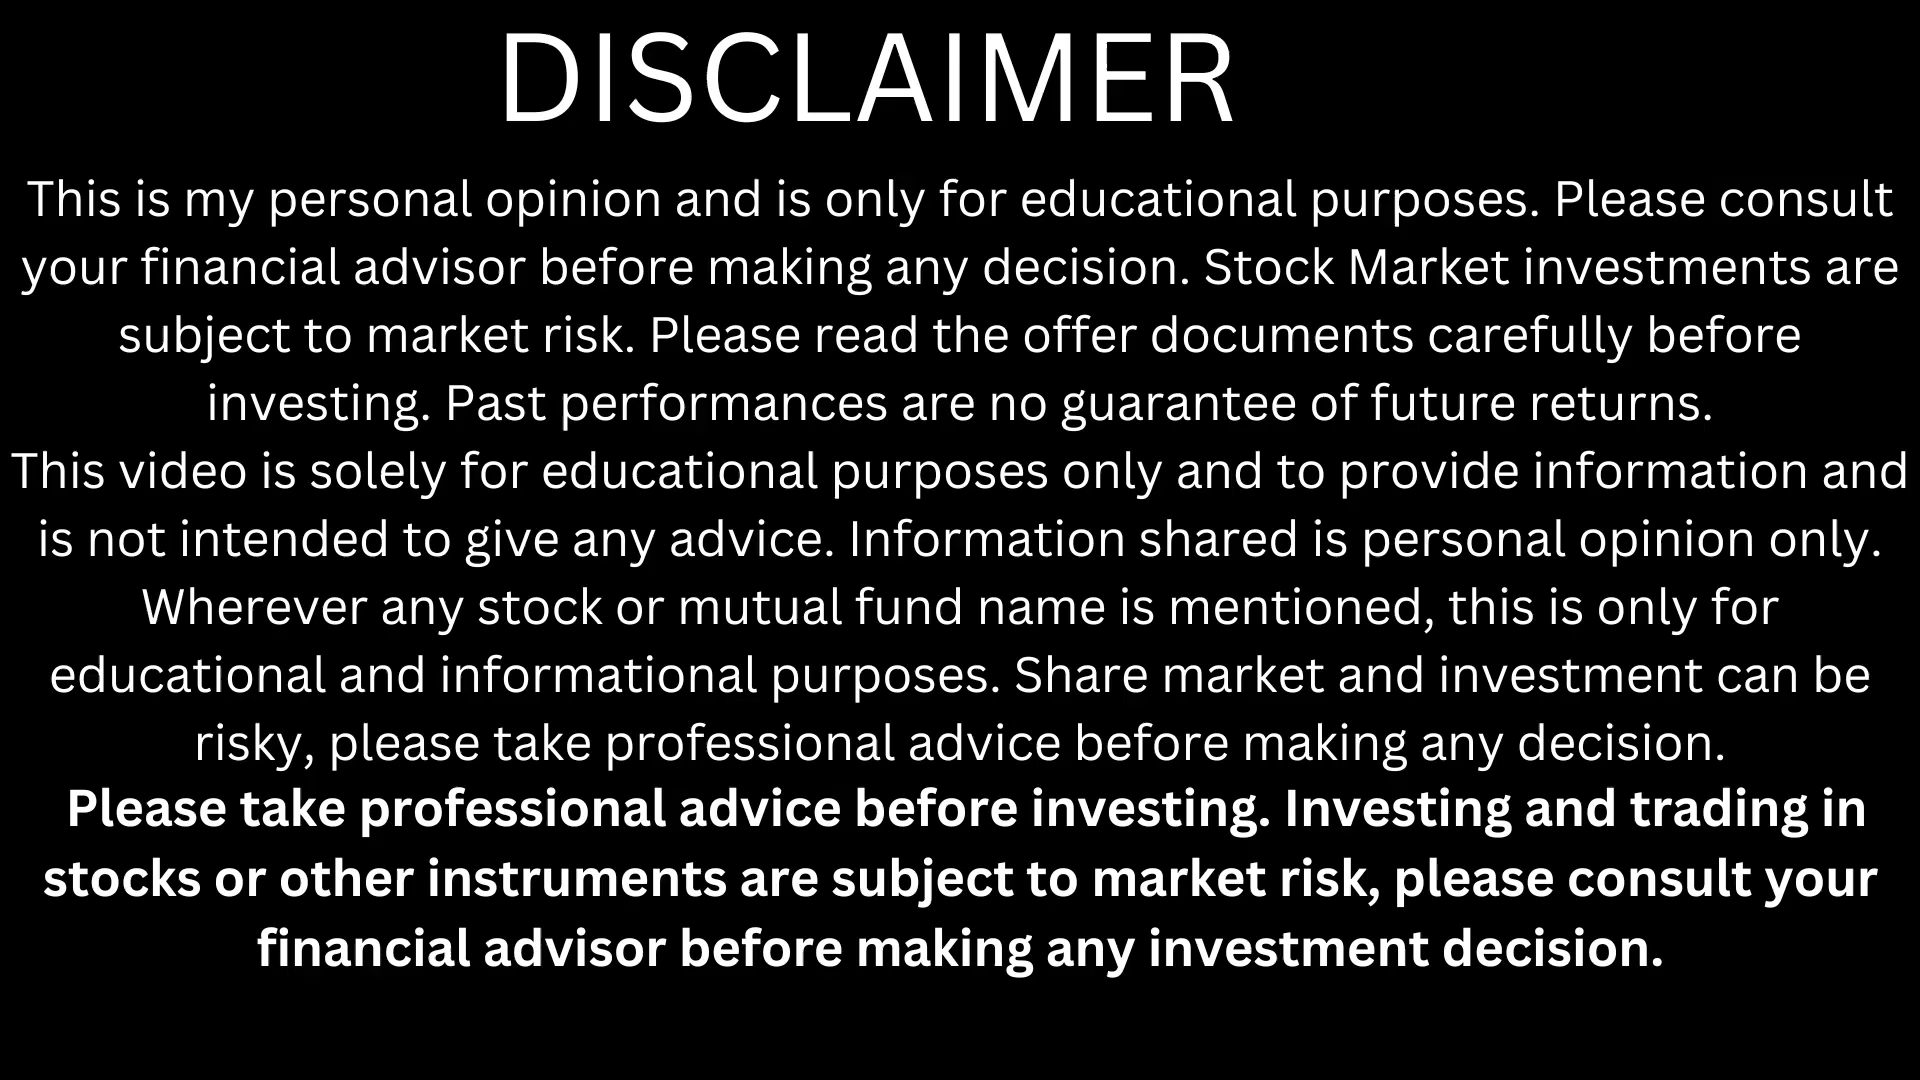 DISCLAIMER
This is my personal opinion and is only for educational purposes. Please consult
your financial advisor before making any decision. Stock Market investments are
subject to market risk. Please read the offer documents carefully before
investing. Past performances are no guarantee of future returns.
This video is solely for educational purposes only and to provide information and
is not intended to give any advice. Information shared is personal opinion only.
Wherever any stock or mutual fund name is mentioned, this is only for
educational and informational purposes. Share market and investment can be
risky, please take professional advice before making any decision.
Please take professional advice before investing. Investing and trading in
stocks or other instruments are subject to market risk, please consult your
financial advisor before making any investment decision.